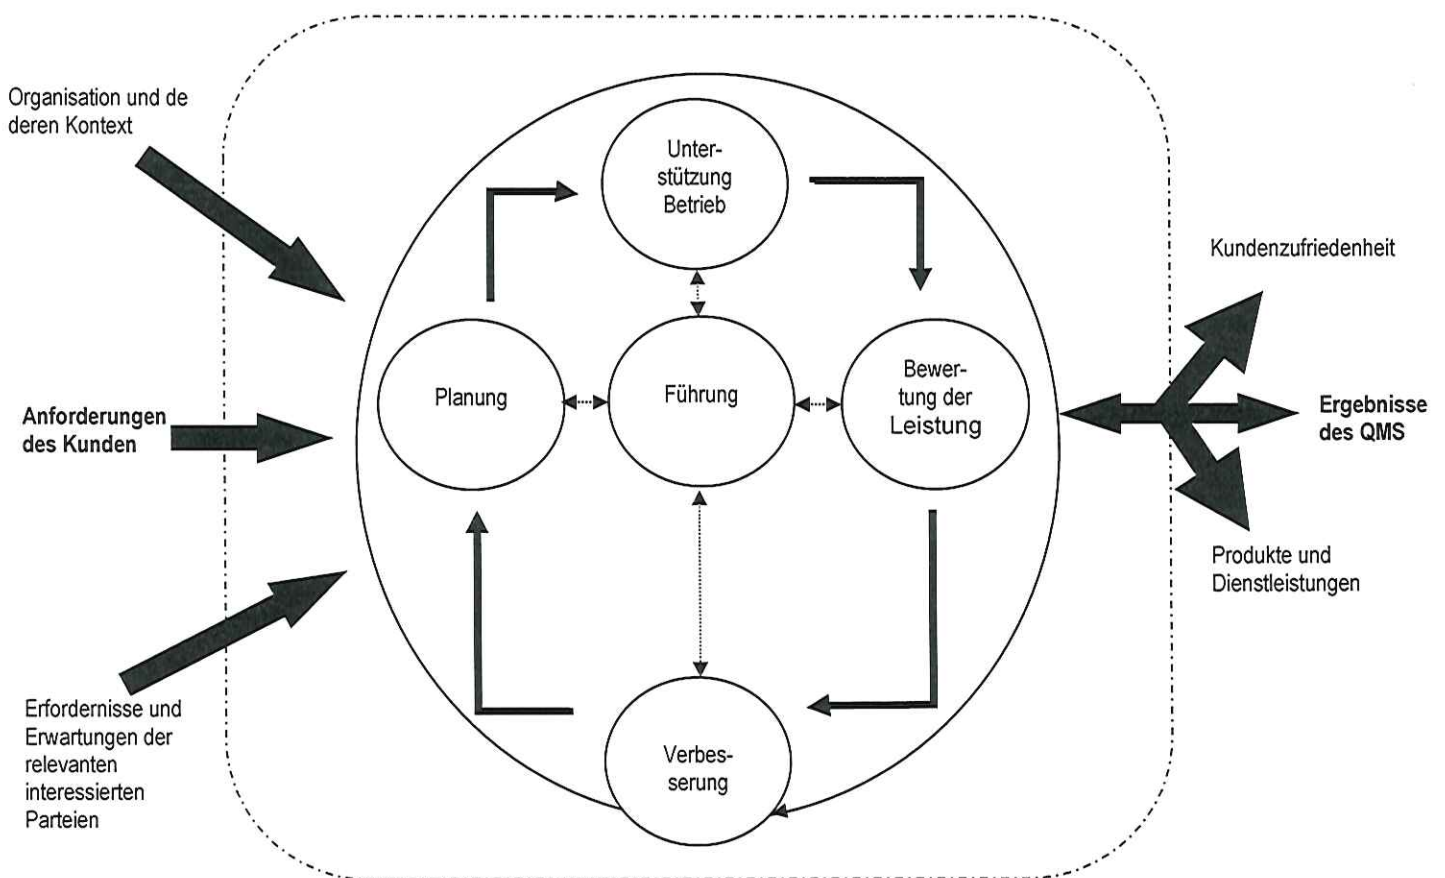 Organisation und de
deren Kontext
Anforderungen
des Kunden
Erfordernisse und
Erwartungen der
relevanten
interessierten
Parteien
Unter-
stützung
Betrieb
Planung
Führung
Bewer-
tung der
Leistung
Verbes-
serung
Kundenzufriedenheit
Ergebnisse
des QMS
Produkte und
Dienstleistungen